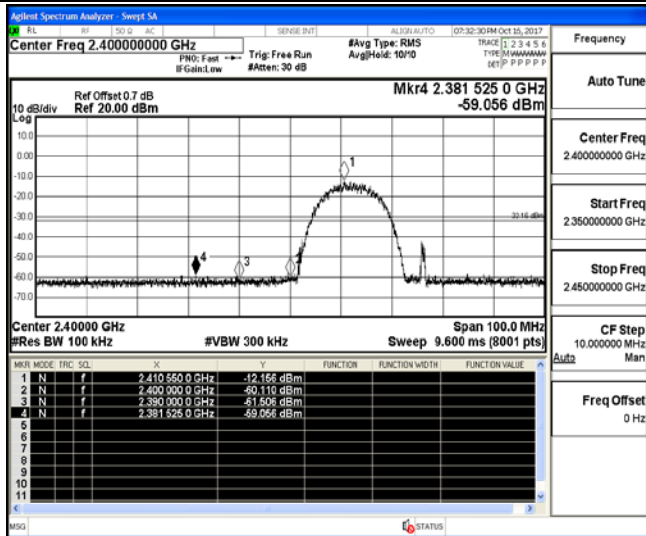 Agilent Spectrum Analyzer - Swept SA
RL RF 50 Ω AC SENSE:INT ALIGN AUTO 07:32:30 PM Oct 16, 2017
Center Freq 2.400000000 GHz
PNO: Fast
IFGain:Low
Trig: Free Run
#Atten: 30 dB
#Avg Type: RMS
Avg|Hold: 10/10
TRACE 1 2 3 4 5 6
TYPE MWWWWW
DET P P P P P P
Mkr4 2.381 525 0 GHz
-59.056 dBm
Ref Offset 0.7 dB
10 dB/div Ref 20.00 dBm
Log
10.0
0.00
-10.0
-20.0
-30.0
-40.0
-50.0
-60.0
-70.0
1
4
3
-32.16 dBm
Center 2.40000 GHz Span 100.0 MHz
#Res BW 100 kHz #VBW 300 kHz Sweep 9.600 ms (8001 pts)
MKR MODE TRC SCL X Y FUNCTION FUNCTION WIDTH FUNCTION VALUE
1 N f 2.410 550 0 GHz -12.156 dBm
2 N f 2.400 000 0 GHz -60.110 dBm
3 N f 2.390 000 0 GHz -61.506 dBm
4 N f 2.381 525 0 GHz -59.056 dBm
5
6
7
8
9
10
11
MSG STATUS
Frequency
Auto Tune
Center Freq
2.400000000 GHz
Start Freq
2.350000000 GHz
Stop Freq
2.450000000 GHz
CF Step
10.000000 MHz
Auto Man
Freq Offset
0 Hz